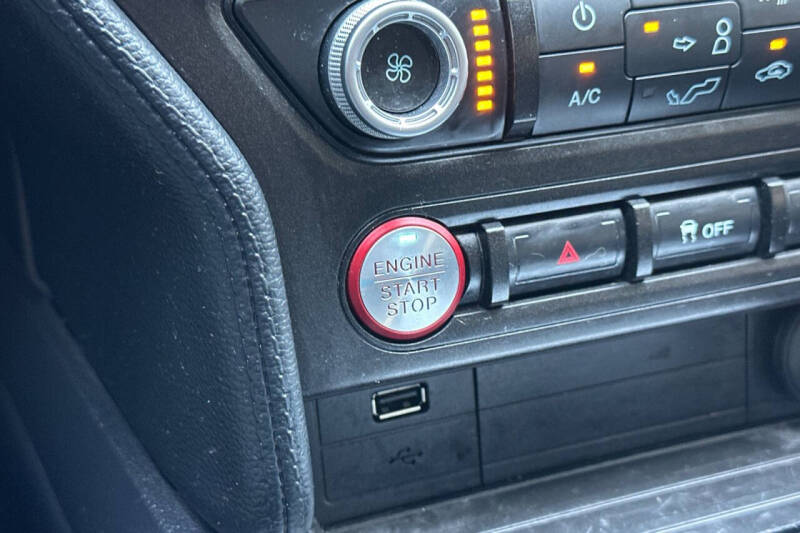 A/C
OFF
ENGINE
START
STOP